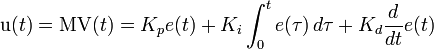 u(t) = MV(t) = K_p e(t) + K_i ∫_0^t e(τ) dτ + K_d d/dt e(t)